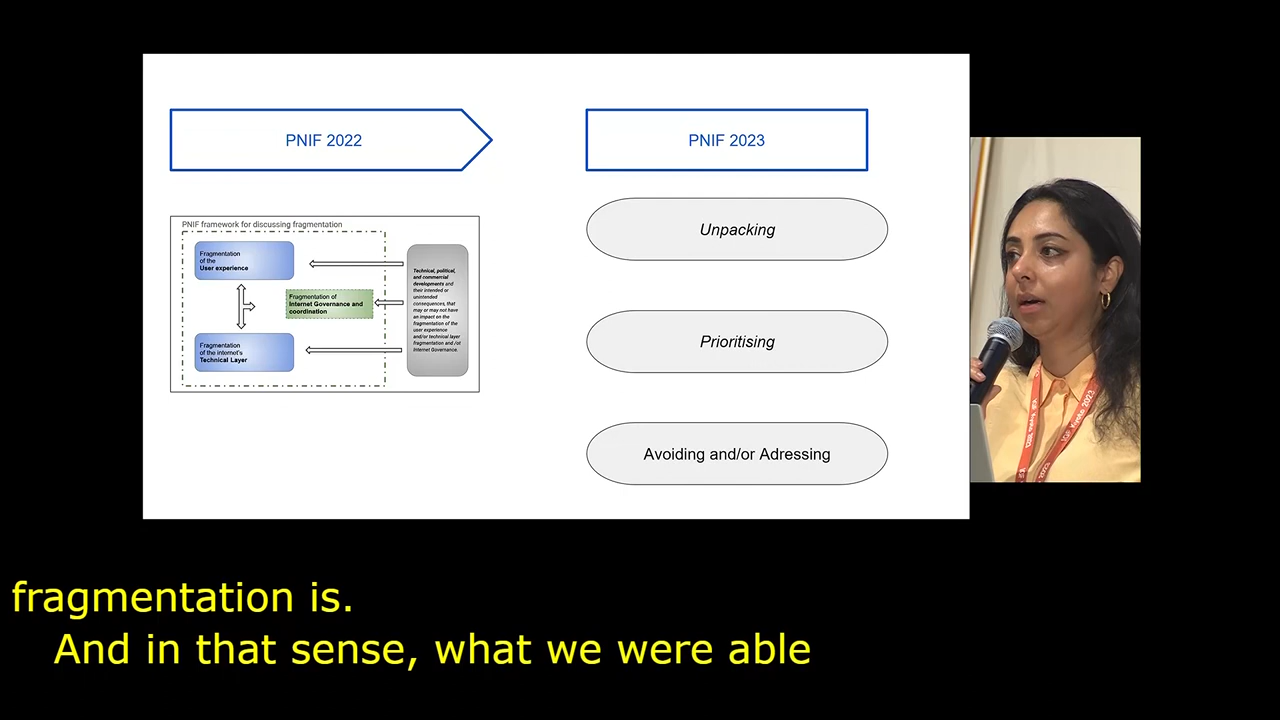 PNIF 2022
PNIF 2023
PNIF framework for discussing fragmentation
Fragmentation
of the
User experience
Fragmentation of
Internet Governance and
coordination
Fragmentation
of the internet's
Technical Layer
Technical, political,
and commercial
developments and
their intended or
unintended
consequences, that
may or may not have
an impact on the
fragmentation of the
user experience
and/or technical layer
fragmentation and /or
Internet Governance.
Unpacking
Prioritising
Avoiding and/or Adressing
IGF Kyoto 2023
fragmentation is.
And in that sense, what we were able